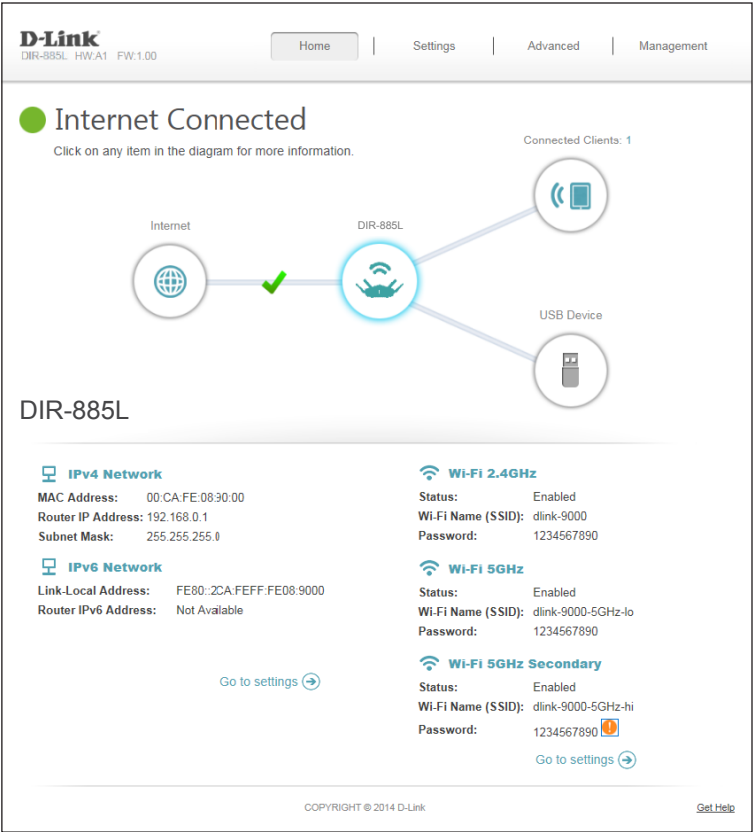 D-Link
DIR-885L HW:A1 FW:1.00
Home
Settings
Advanced
Management
Internet Connected
Click on any item in the diagram for more information.
Connected Clients: 1
Internet
DIR-885L
USB Device
DIR-885L
IPv4 Network
MAC Address: 00:CA:FE:08:90:00
Router IP Address: 192.168.0.1
Subnet Mask: 255.255.255.0
IPv6 Network
Link-Local Address: FE80::2CA:FEFF:FE08:9000
Router IPv6 Address: Not Available
Go to settings
Wi-Fi 2.4GHz
Status: Enabled
Wi-Fi Name (SSID): dlink-9000
Password: 1234567890
Wi-Fi 5GHz
Status: Enabled
Wi-Fi Name (SSID): dlink-9000-5GHz-lo
Password: 1234567890
Wi-Fi 5GHz Secondary
Status: Enabled
Wi-Fi Name (SSID): dlink-9000-5GHz-hi
Password: 1234567890
Go to settings
COPYRIGHT © 2014 D-Link
Get Help